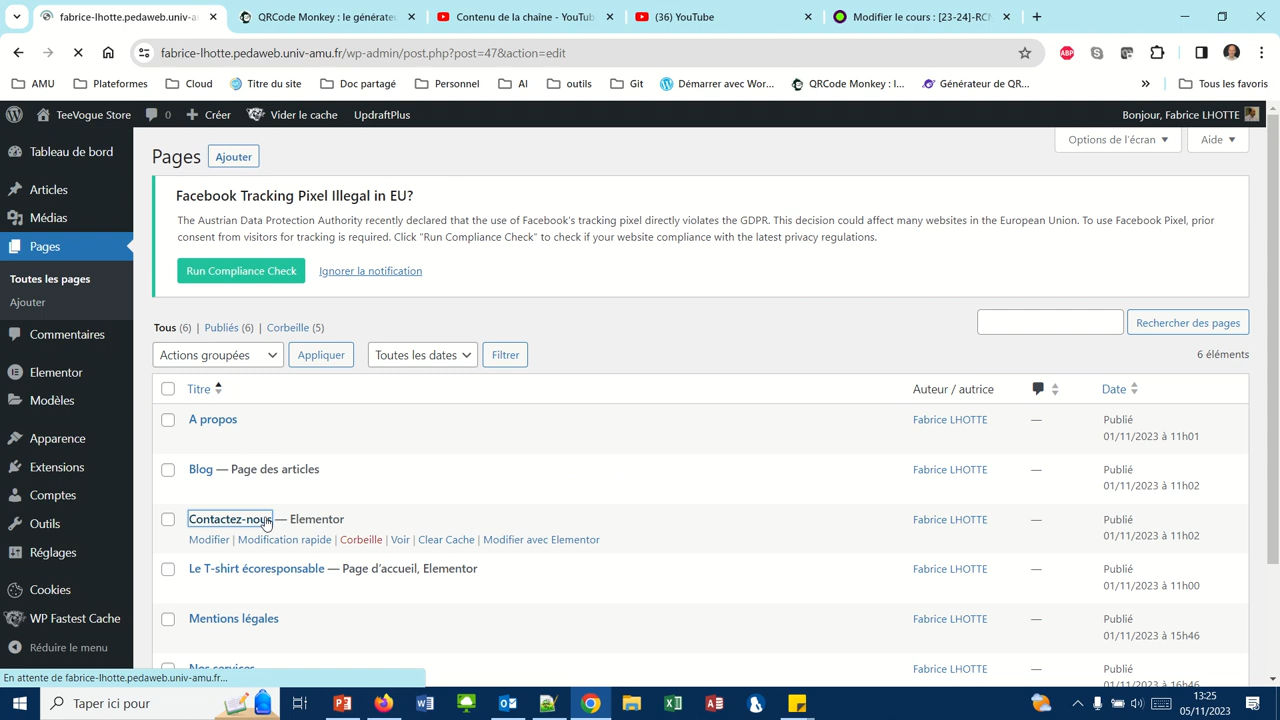 fabrice-lhotte.pedaweb.univ-a
QRCode Monkey : le générateu
Contenu de la chaîne - YouTub
(36) YouTube
Modifier le cours : [23-24]-RCM
fabrice-lhotte.pedaweb.univ-amu.fr/wp-admin/post.php?post=47&action=edit
AMU
Plateformes
Cloud
Titre du site
Doc partagé
Personnel
AI
outils
Git
Démarrer avec Wor...
QRCode Monkey : l...
Générateur de QR...
»
Tous les favoris
TeeVogue Store
0
+ Créer
Vider le cache
UpdraftPlus
Bonjour, Fabrice LHOTTE
Tableau de bord
Articles
Médias
Pages
Toutes les pages
Ajouter
Commentaires
Elementor
Modèles
Apparence
Extensions
Comptes
Outils
Réglages
Cookies
WP Fastest Cache
Réduire le menu
Options de l'écran
Aide
Pages
Ajouter
Facebook Tracking Pixel Illegal in EU?
The Austrian Data Protection Authority recently declared that the use of Facebook's tracking pixel directly violates the GDPR. This decision could affect many websites in the European Union. To use Facebook Pixel, prior
consent from visitors for tracking is required. Click "Run Compliance Check" to check if your website compliance with the latest privacy regulations.
Run Compliance Check
Ignorer la notification
Tous (6) | Publiés (6) | Corbeille (5)
Rechercher des pages
Actions groupées
Appliquer
Toutes les dates
Filtrer
6 éléments
Titre
Auteur / autrice
Date
A propos
Fabrice LHOTTE
—
Publié
01/11/2023 à 11h01
Blog — Page des articles
Fabrice LHOTTE
—
Publié
01/11/2023 à 11h02
Contactez-nous — Elementor
Modifier | Modification rapide | Corbeille | Voir | Clear Cache | Modifier avec Elementor
Fabrice LHOTTE
—
Publié
01/11/2023 à 11h02
Le T-shirt écoresponsable — Page d'accueil, Elementor
Fabrice LHOTTE
—
Publié
01/11/2023 à 11h00
Mentions légales
Fabrice LHOTTE
—
Publié
01/11/2023 à 15h46
Nos services
Fabrice LHOTTE
—
Publié
01/11/2023 à 16h46
En attente de fabrice-lhotte.pedaweb.univ-amu.fr...
Taper ici pour
13:25
05/11/2023